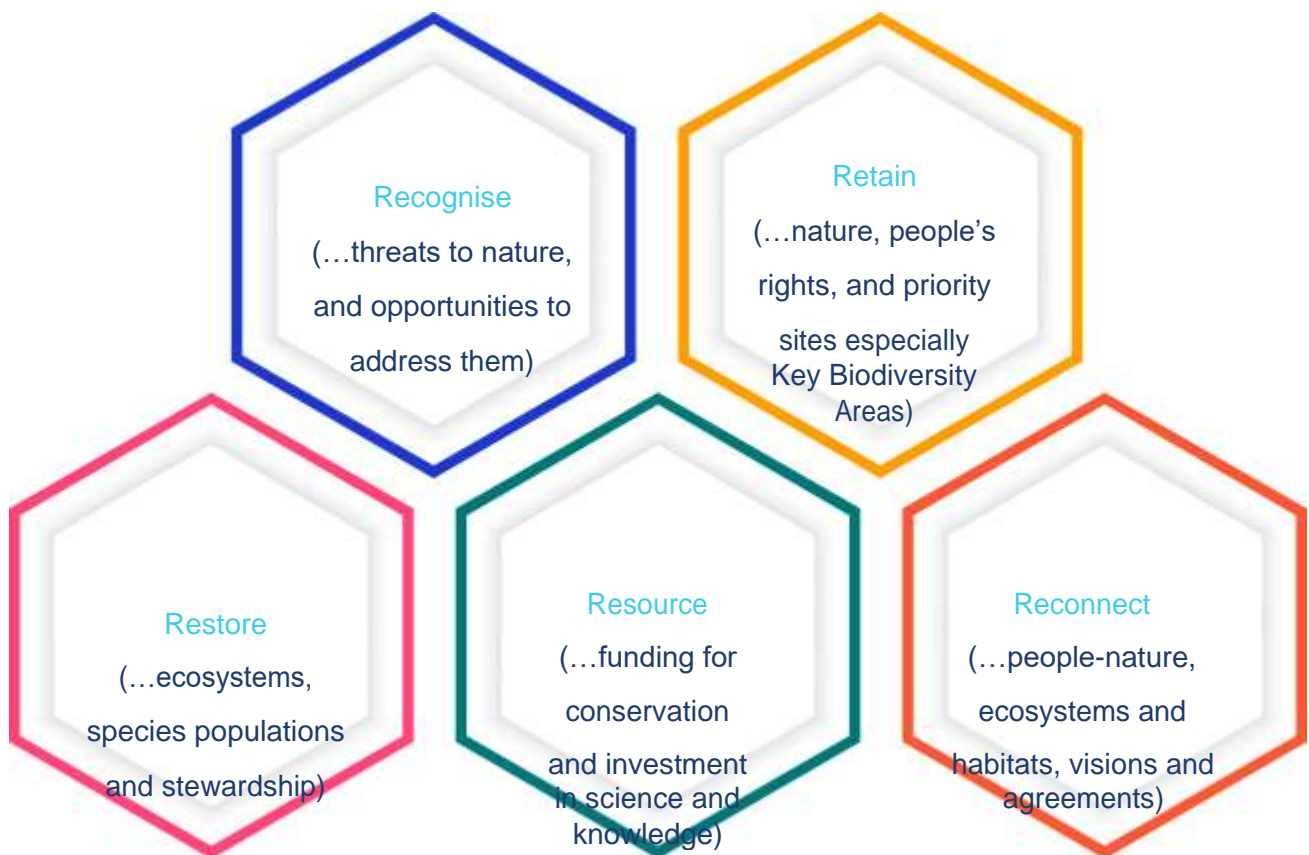 Recognise
(…threats to nature,
and opportunities to
address them)
Retain
(…nature, people’s
rights, and priority
sites especially
Key Biodiversity
Areas)
Restore
(…ecosystems,
species populations
and stewardship)
Resource
(…funding for
conservation
and investment
in science and
knowledge)
Reconnect
(…people-nature,
ecosystems and
habitats, visions and
agreements)